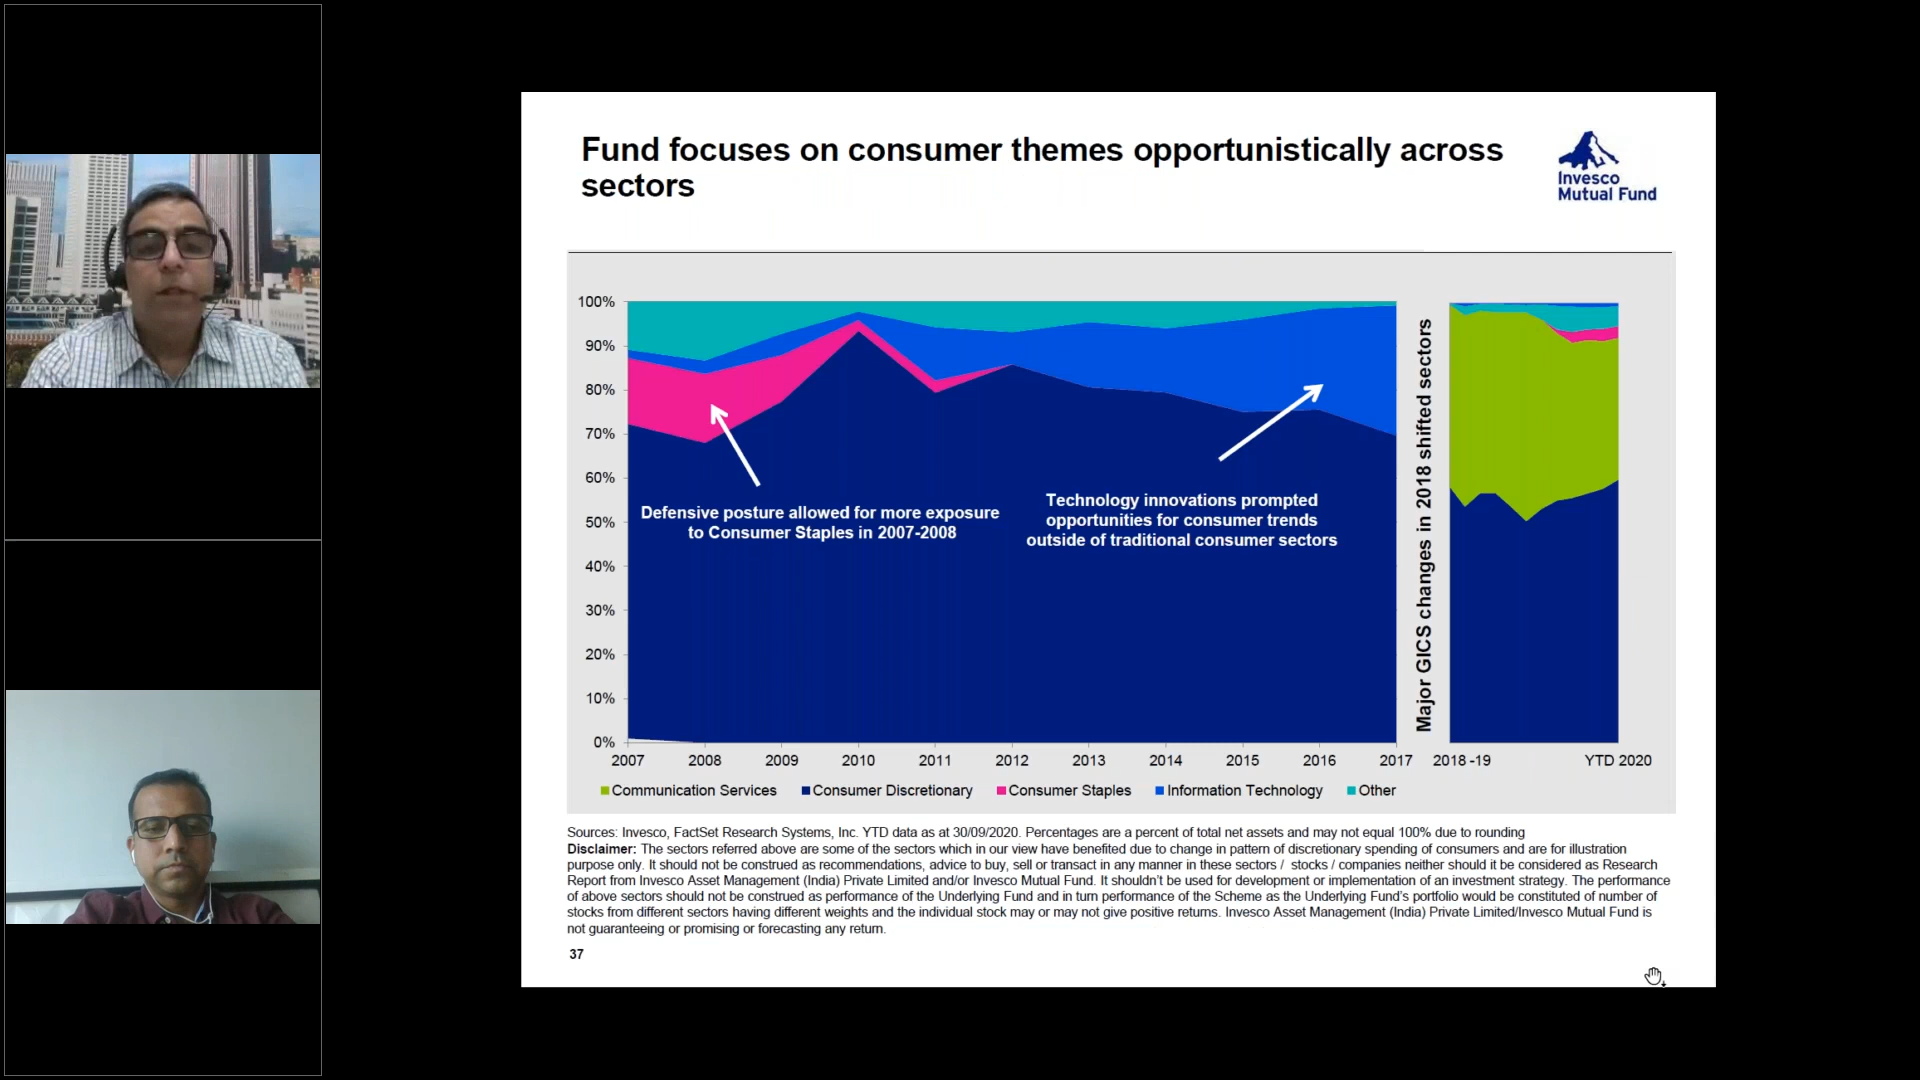 Fund focuses on consumer themes opportunistically across
sectors
Invesco
Mutual Fund
100%
90%
80%
70%
60%
50%
40%
30%
20%
10%
0%
Defensive posture allowed for more exposure
to Consumer Staples in 2007-2008
Technology innovations prompted
opportunities for consumer trends
outside of traditional consumer sectors
Major GICS changes in 2018 shifted sectors
2007 2008 2009 2010 2011 2012 2013 2014 2015 2016 2017 2018 -19 YTD 2020
Communication Services Consumer Discretionary Consumer Staples Information Technology Other
Sources: Invesco, FactSet Research Systems, Inc. YTD data as at 30/09/2020. Percentages are a percent of total net assets and may not equal 100% due to rounding
Disclaimer: The sectors referred above are some of the sectors which in our view have benefited due to change in pattern of discretionary spending of consumers and are for illustration
purpose only. It should not be construed as recommendations, advice to buy, sell or transact in any manner in these sectors / stocks / companies neither should it be considered as Research
Report from Invesco Asset Management (India) Private Limited and/or Invesco Mutual Fund. It shouldn't be used for development or implementation of an investment strategy. The performance
of above sectors should not be construed as performance of the Underlying Fund and in turn performance of the Scheme as the Underlying Fund's portfolio would be constituted of number of
stocks from different sectors having different weights and the individual stock may or may not give positive returns. Invesco Asset Management (India) Private Limited/Invesco Mutual Fund is
not guaranteeing or promising or forecasting any return.
37